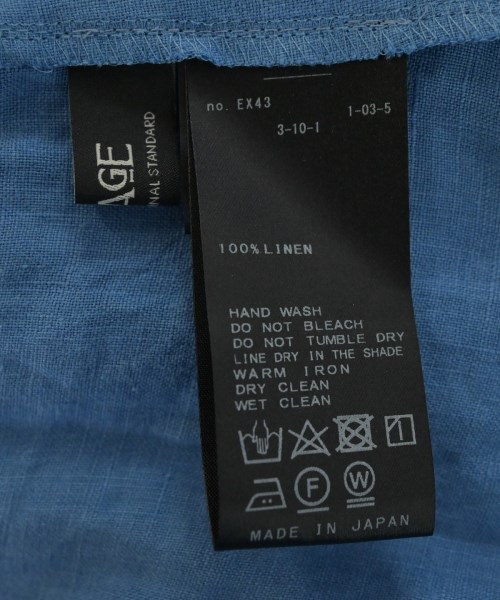 no. EX43
3-10-1
1-03-5
100% LINEN
HAND WASH
DO NOT BLEACH
DO NOT TUMBLE DRY
LINE DRY IN THE SHADE
WARM IRON
DRY CLEAN
WET CLEAN
F
W
MADE IN JAPAN
AGE
NAL STANDARD